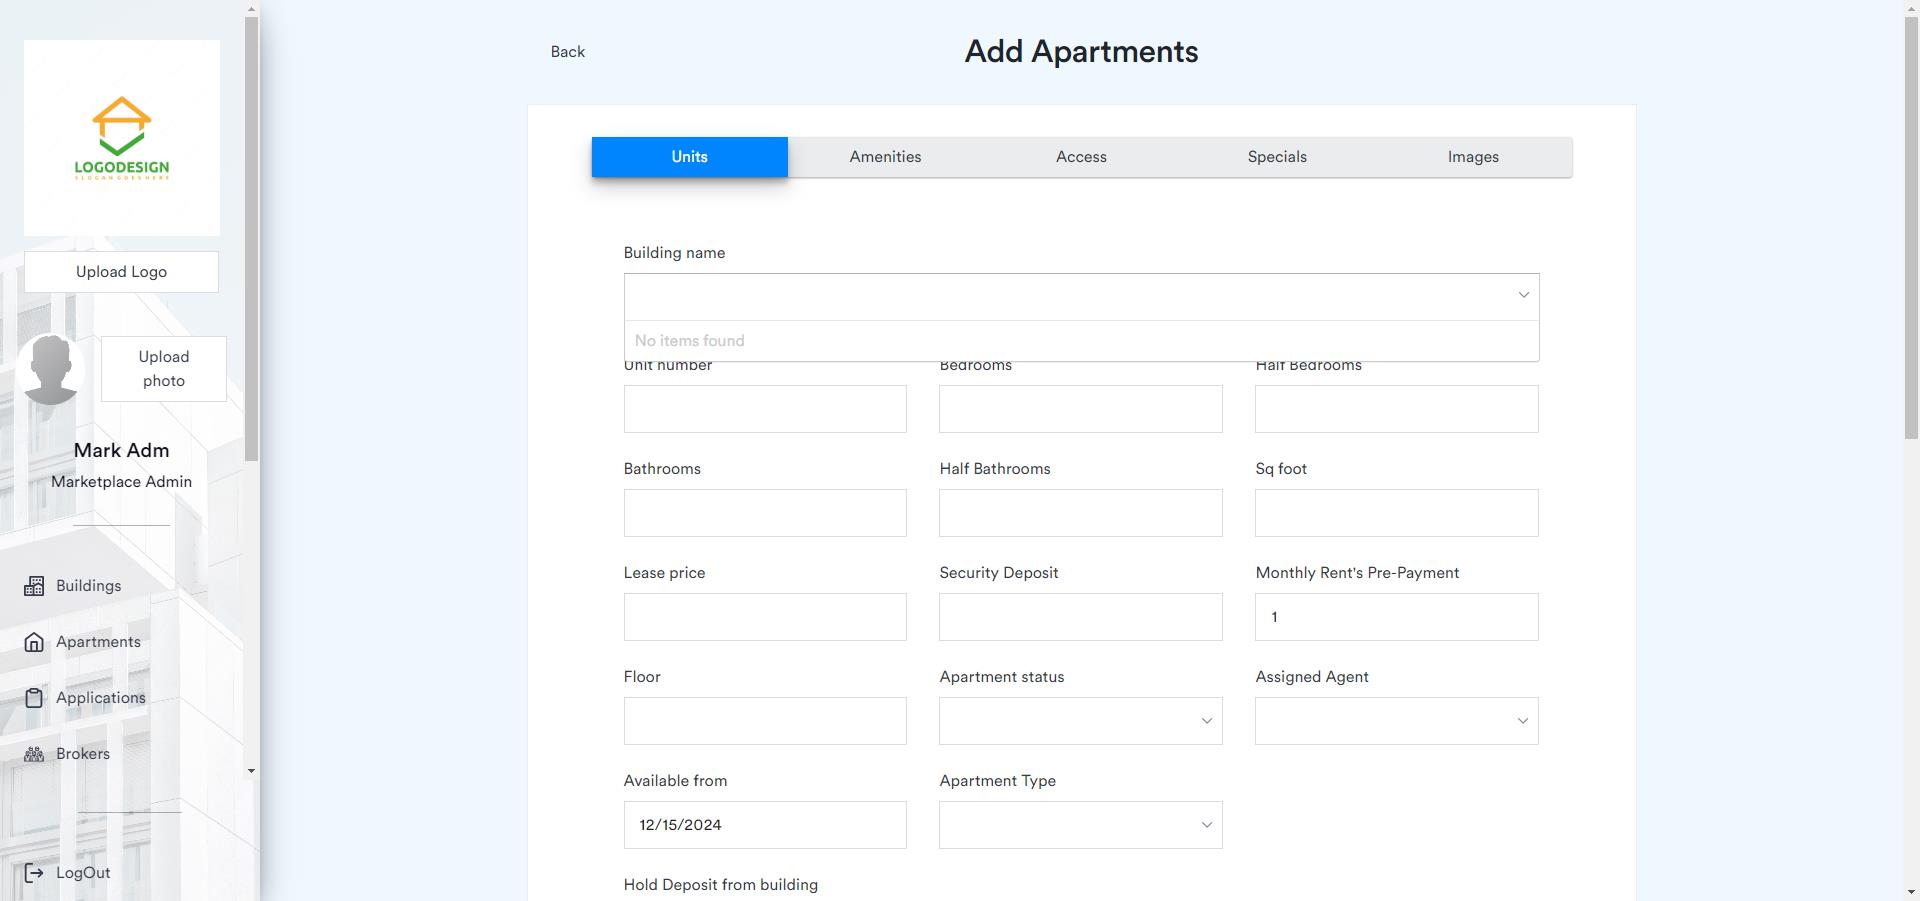 LOGODESIGN
SLOGAN GOES HERE
Upload Logo
Upload
photo
Mark Adm
Marketplace Admin
Buildings
Apartments
Applications
Brokers
LogOut
Back
Add Apartments
Units
Amenities
Access
Specials
Images
Building name
No items found
Unit number
Bedrooms
Half Bedrooms
Bathrooms
Half Bathrooms
Sq foot
Lease price
Security Deposit
Monthly Rent's Pre-Payment
1
Floor
Apartment status
Assigned Agent
Available from
Apartment Type
12/15/2024
Hold Deposit from building